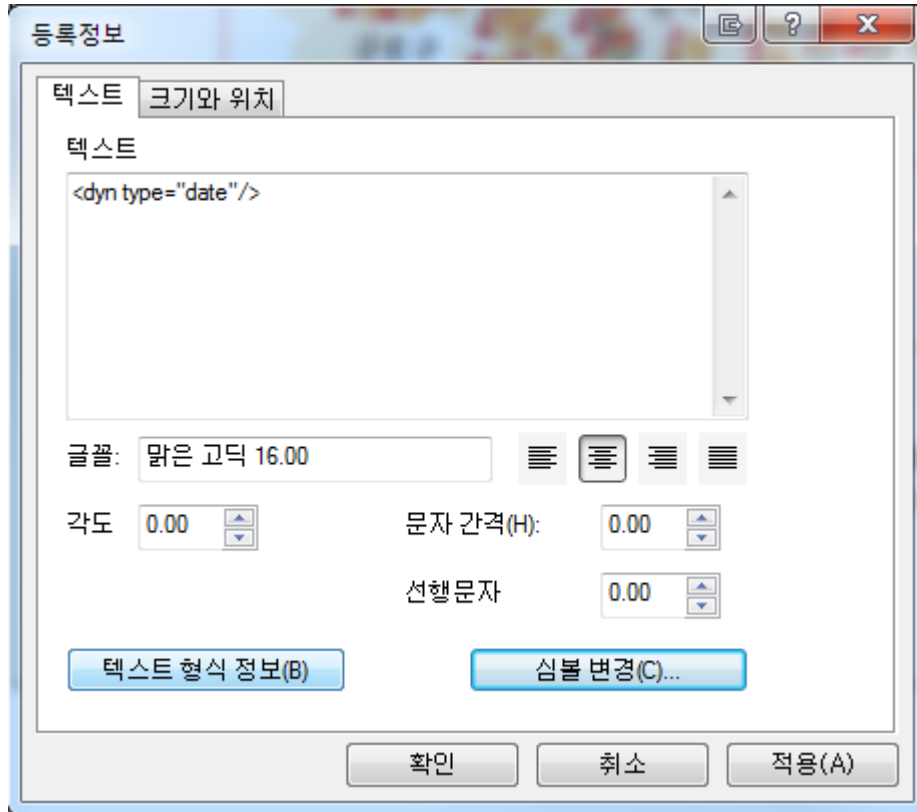 등록정보
텍스트 크기와 위치
텍스트
<dyn type="date"/>
글꼴: 맑은 고딕 16.00
각도 0.00 문자 간격(H): 0.00
선행문자 0.00
텍스트 형식 정보(B) 심볼 변경(C)...
확인 취소 적용(A)